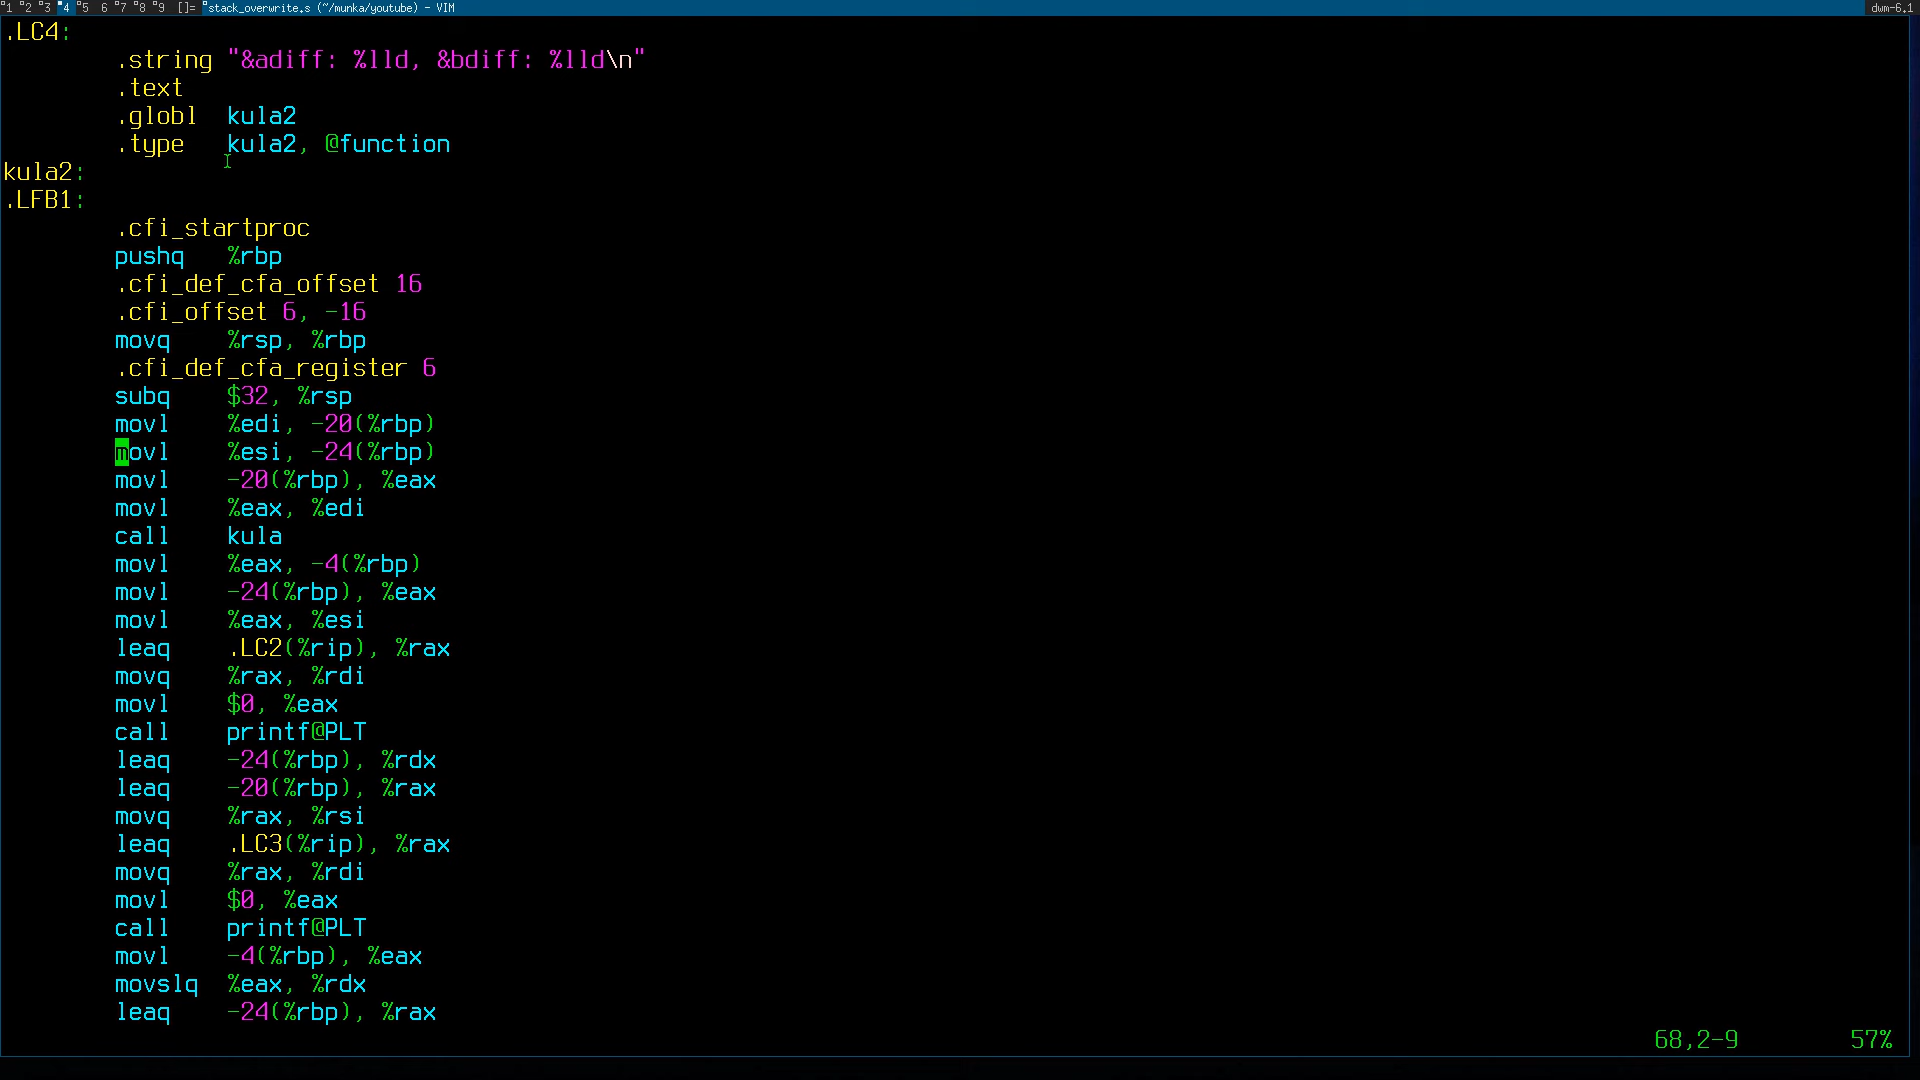 1 2 3 4 5 6 7 8 9 []= stack_overwrite.s (~/munka/youtube) - VIM dwm-6.1
.LC4:
.string "&adiff: %lld, &bdiff: %lld\n"
.text
.globl kula2
.type kula2, @function
kula2:
.LFB1:
.cfi_startproc
pushq %rbp
.cfi_def_cfa_offset 16
.cfi_offset 6, -16
movq %rsp, %rbp
.cfi_def_cfa_register 6
subq $32, %rsp
movl %edi, -20(%rbp)
movl %esi, -24(%rbp)
movl -20(%rbp), %eax
movl %eax, %edi
call kula
movl %eax, -4(%rbp)
movl -24(%rbp), %eax
movl %eax, %esi
leaq .LC2(%rip), %rax
movq %rax, %rdi
movl $0, %eax
call printf@PLT
leaq -24(%rbp), %rdx
leaq -20(%rbp), %rax
movq %rax, %rsi
leaq .LC3(%rip), %rax
movq %rax, %rdi
movl $0, %eax
call printf@PLT
movl -4(%rbp), %eax
movslq %eax, %rdx
leaq -24(%rbp), %rax
68,2-9 57%